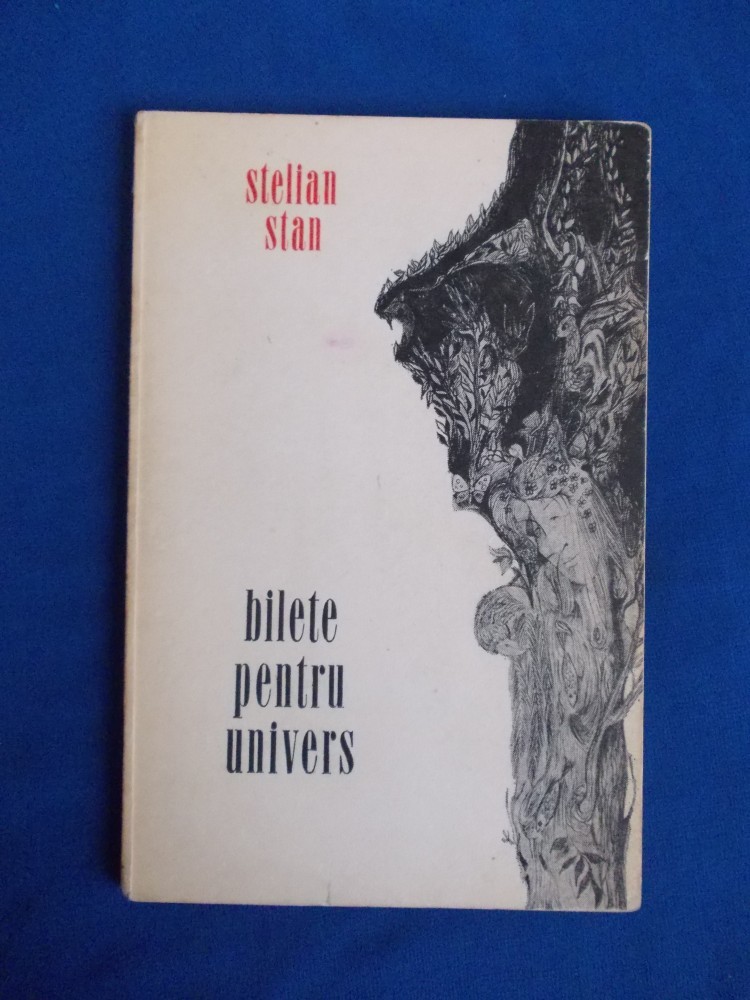 stelian
stan
bilete
pentru
univers